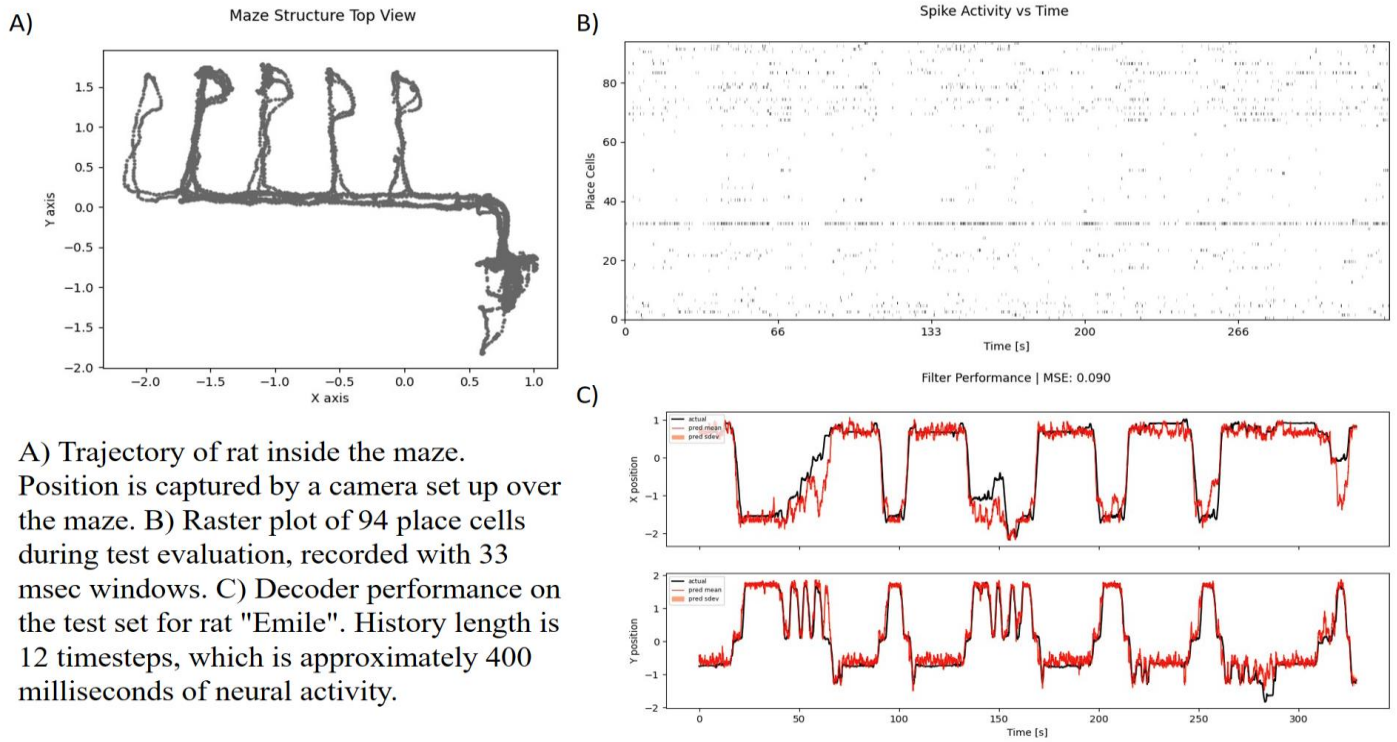 A)
Maze Structure Top View
1.5
1.0
0.5
0.0
−0.5
−1.0
−1.5
−2.0
Y axis
−2.0 −1.5 −1.0 −0.5 0.0 0.5 1.0
X axis
A) Trajectory of rat inside the maze.
Position is captured by a camera set up over
the maze. B) Raster plot of 94 place cells
during test evaluation, recorded with 33
msec windows. C) Decoder performance on
the test set for rat "Emile". History length is
12 timesteps, which is approximately 400
milliseconds of neural activity.
B)
Spike Activity vs Time
80
60
40
20
0
Place Cells
0 66 133 200 266
Time [s]
C)
Filter Performance | MSE: 0.090
actual
pred mean
pred sdev
1
0
−1
−2
X position
actual
pred mean
pred sdev
2
1
0
−1
−2
Y position
0 50 100 150 200 250 300
Time [s]